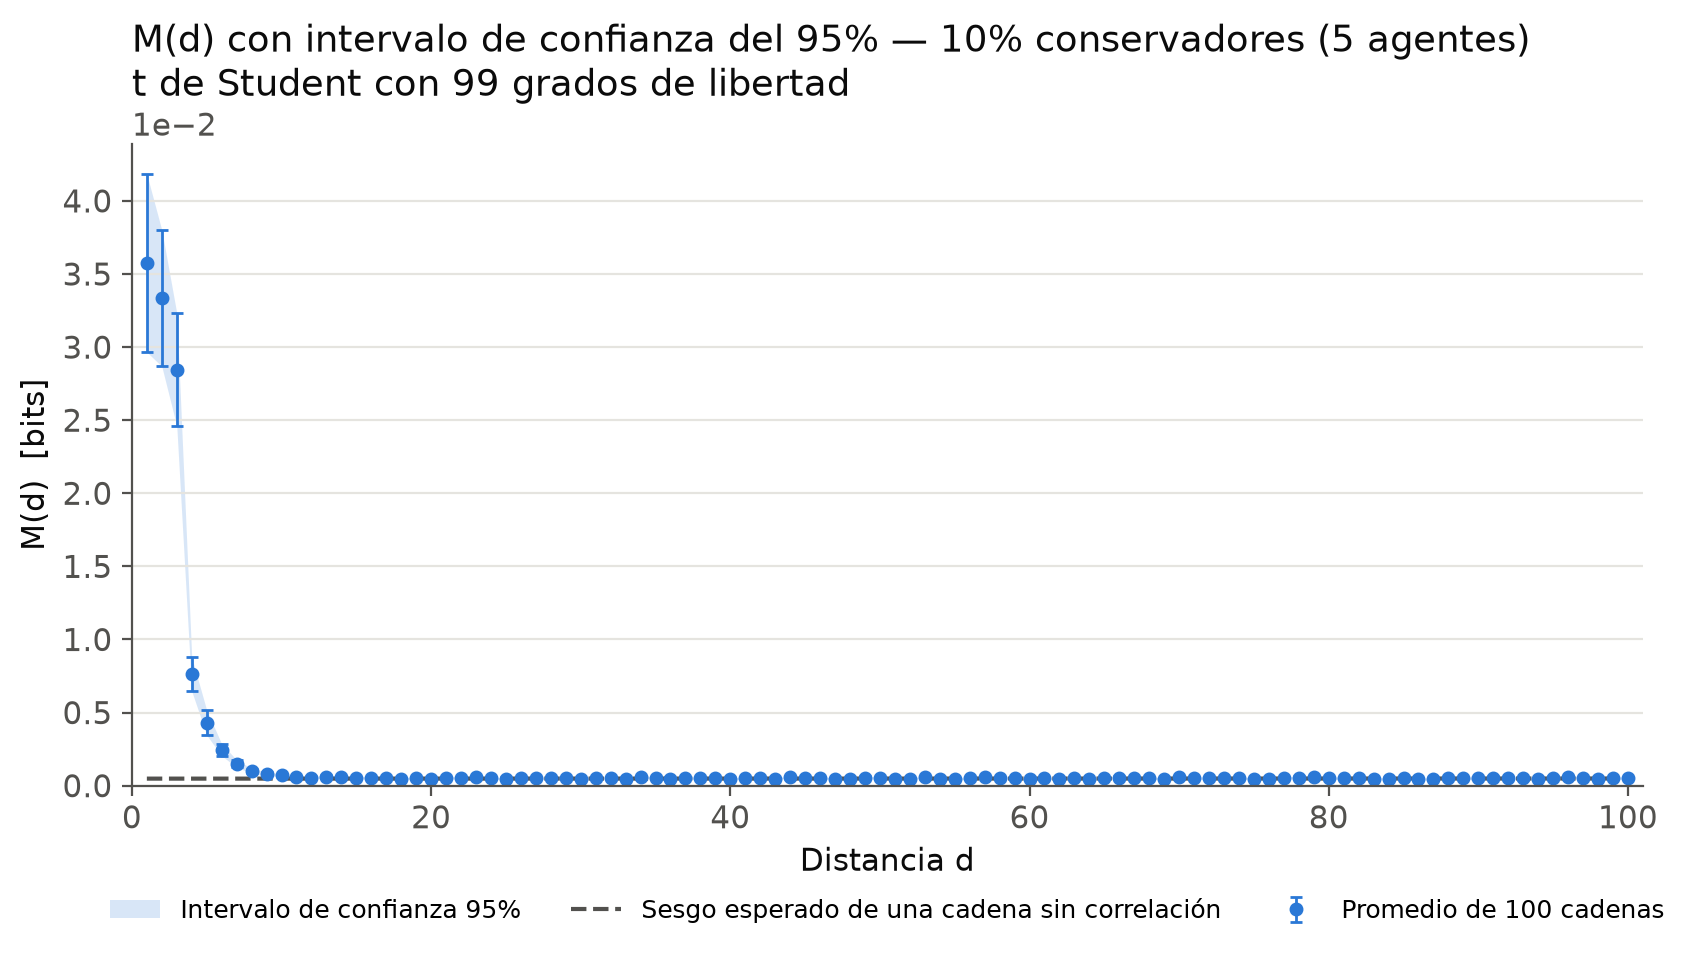 M(d) con intervalo de confianza del 95% — 10% conservadores (5 agentes)
t de Student con 99 grados de libertad
1e−2
4.0
3.5
3.0
2.5
2.0
1.5
1.0
0.5
0.0
M(d) [bits]
0 20 40 60 80 100
Distancia d
Intervalo de confianza 95% Sesgo esperado de una cadena sin correlación Promedio de 100 cadenas